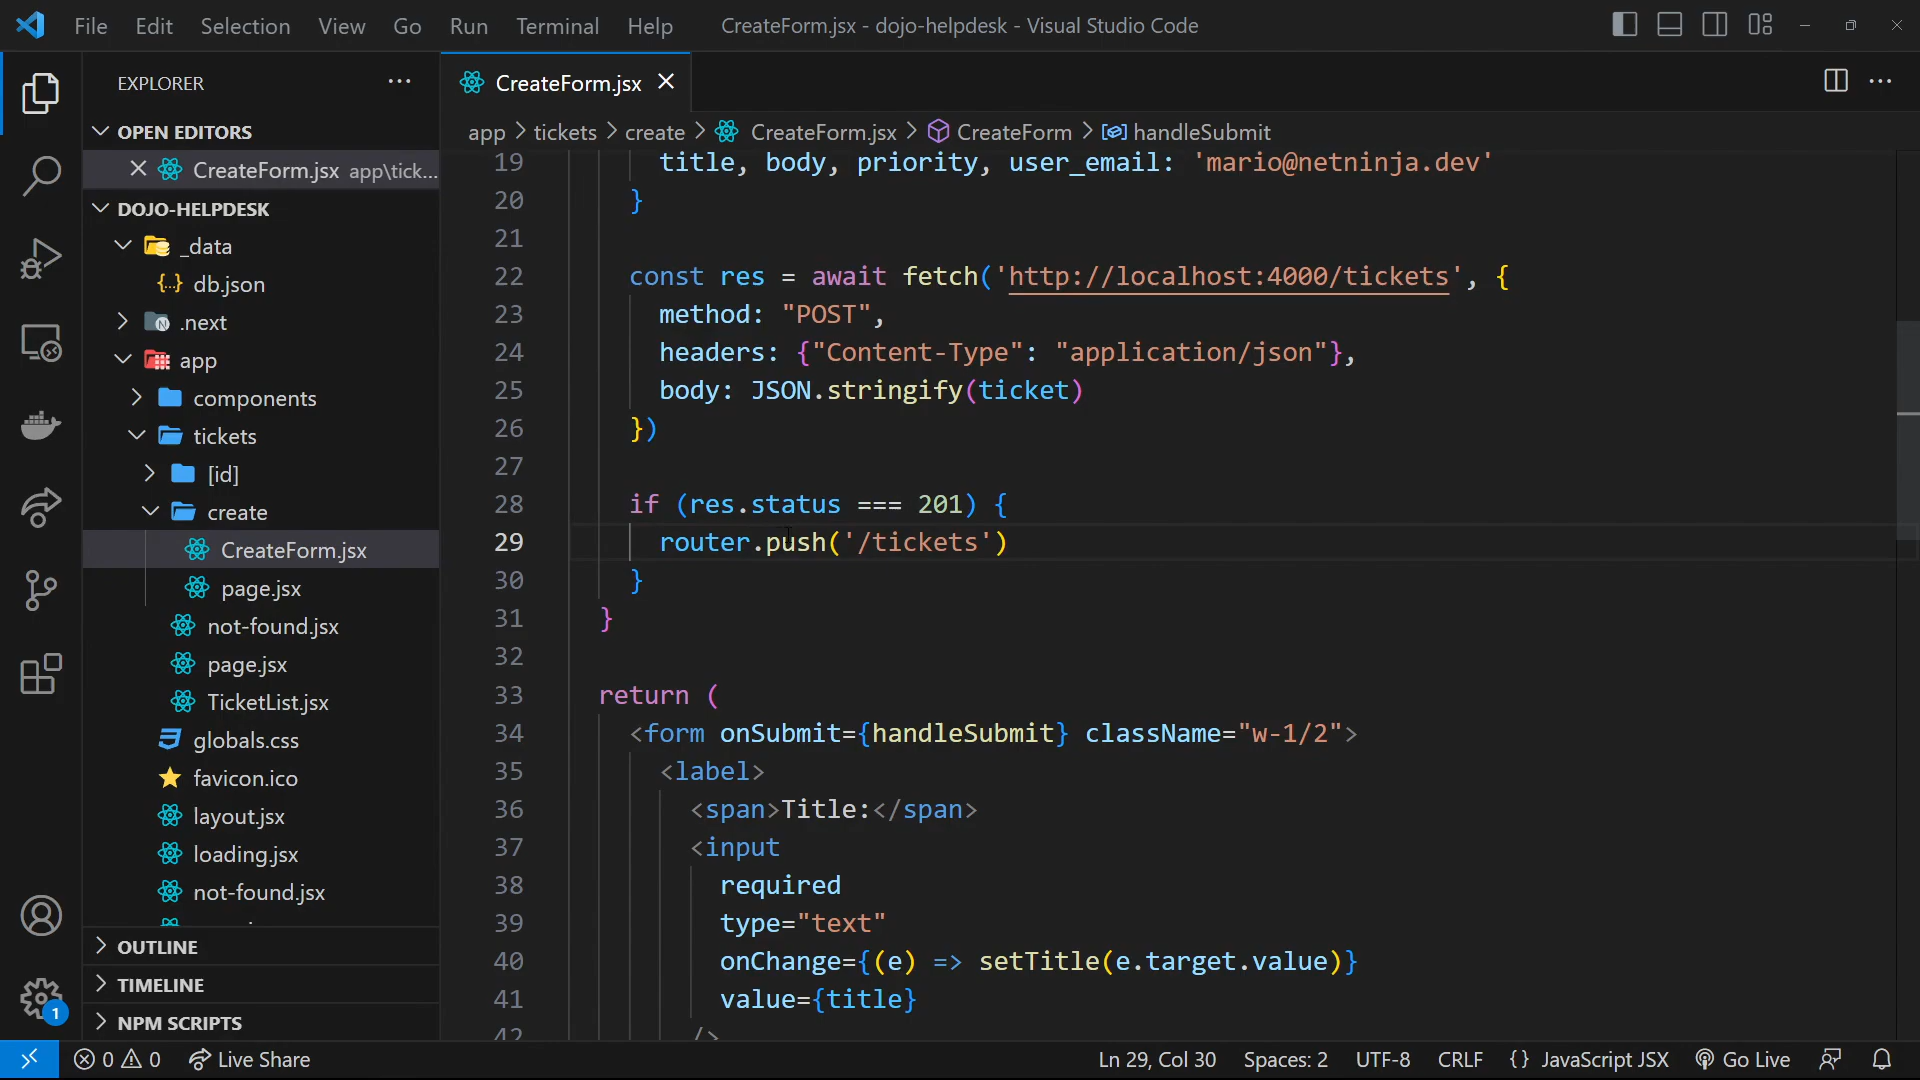 File Edit Selection View Go Run Terminal Help CreateForm.jsx - dojo-helpdesk - Visual Studio Code
EXPLORER
OPEN EDITORS
CreateForm.jsx app\tick...
DOJO-HELPDESK
_data
db.json
.next
app
components
tickets
[id]
create
CreateForm.jsx
page.jsx
not-found.jsx
page.jsx
TicketList.jsx
globals.css
favicon.ico
layout.jsx
loading.jsx
not-found.jsx
OUTLINE
TIMELINE
NPM SCRIPTS
CreateForm.jsx
app > tickets > create > CreateForm.jsx > CreateForm > handleSubmit
19 title, body, priority, user_email: 'mario@netninja.dev'
20 }
21
22 const res = await fetch('http://localhost:4000/tickets', {
23 method: "POST",
24 headers: {"Content-Type": "application/json"},
25 body: JSON.stringify(ticket)
26 })
27
28 if (res.status === 201) {
29 router.push('/tickets')
30 }
31 }
32
33 return (
34 <form onSubmit={handleSubmit} className="w-1/2">
35 <label>
36 <span>Title:</span>
37 <input
38 required
39 type="text"
40 onChange={(e) => setTitle(e.target.value)}
41 value={title}
42 />
1
0 0 Live Share Ln 29, Col 30 Spaces: 2 UTF-8 CRLF {} JavaScript JSX Go Live